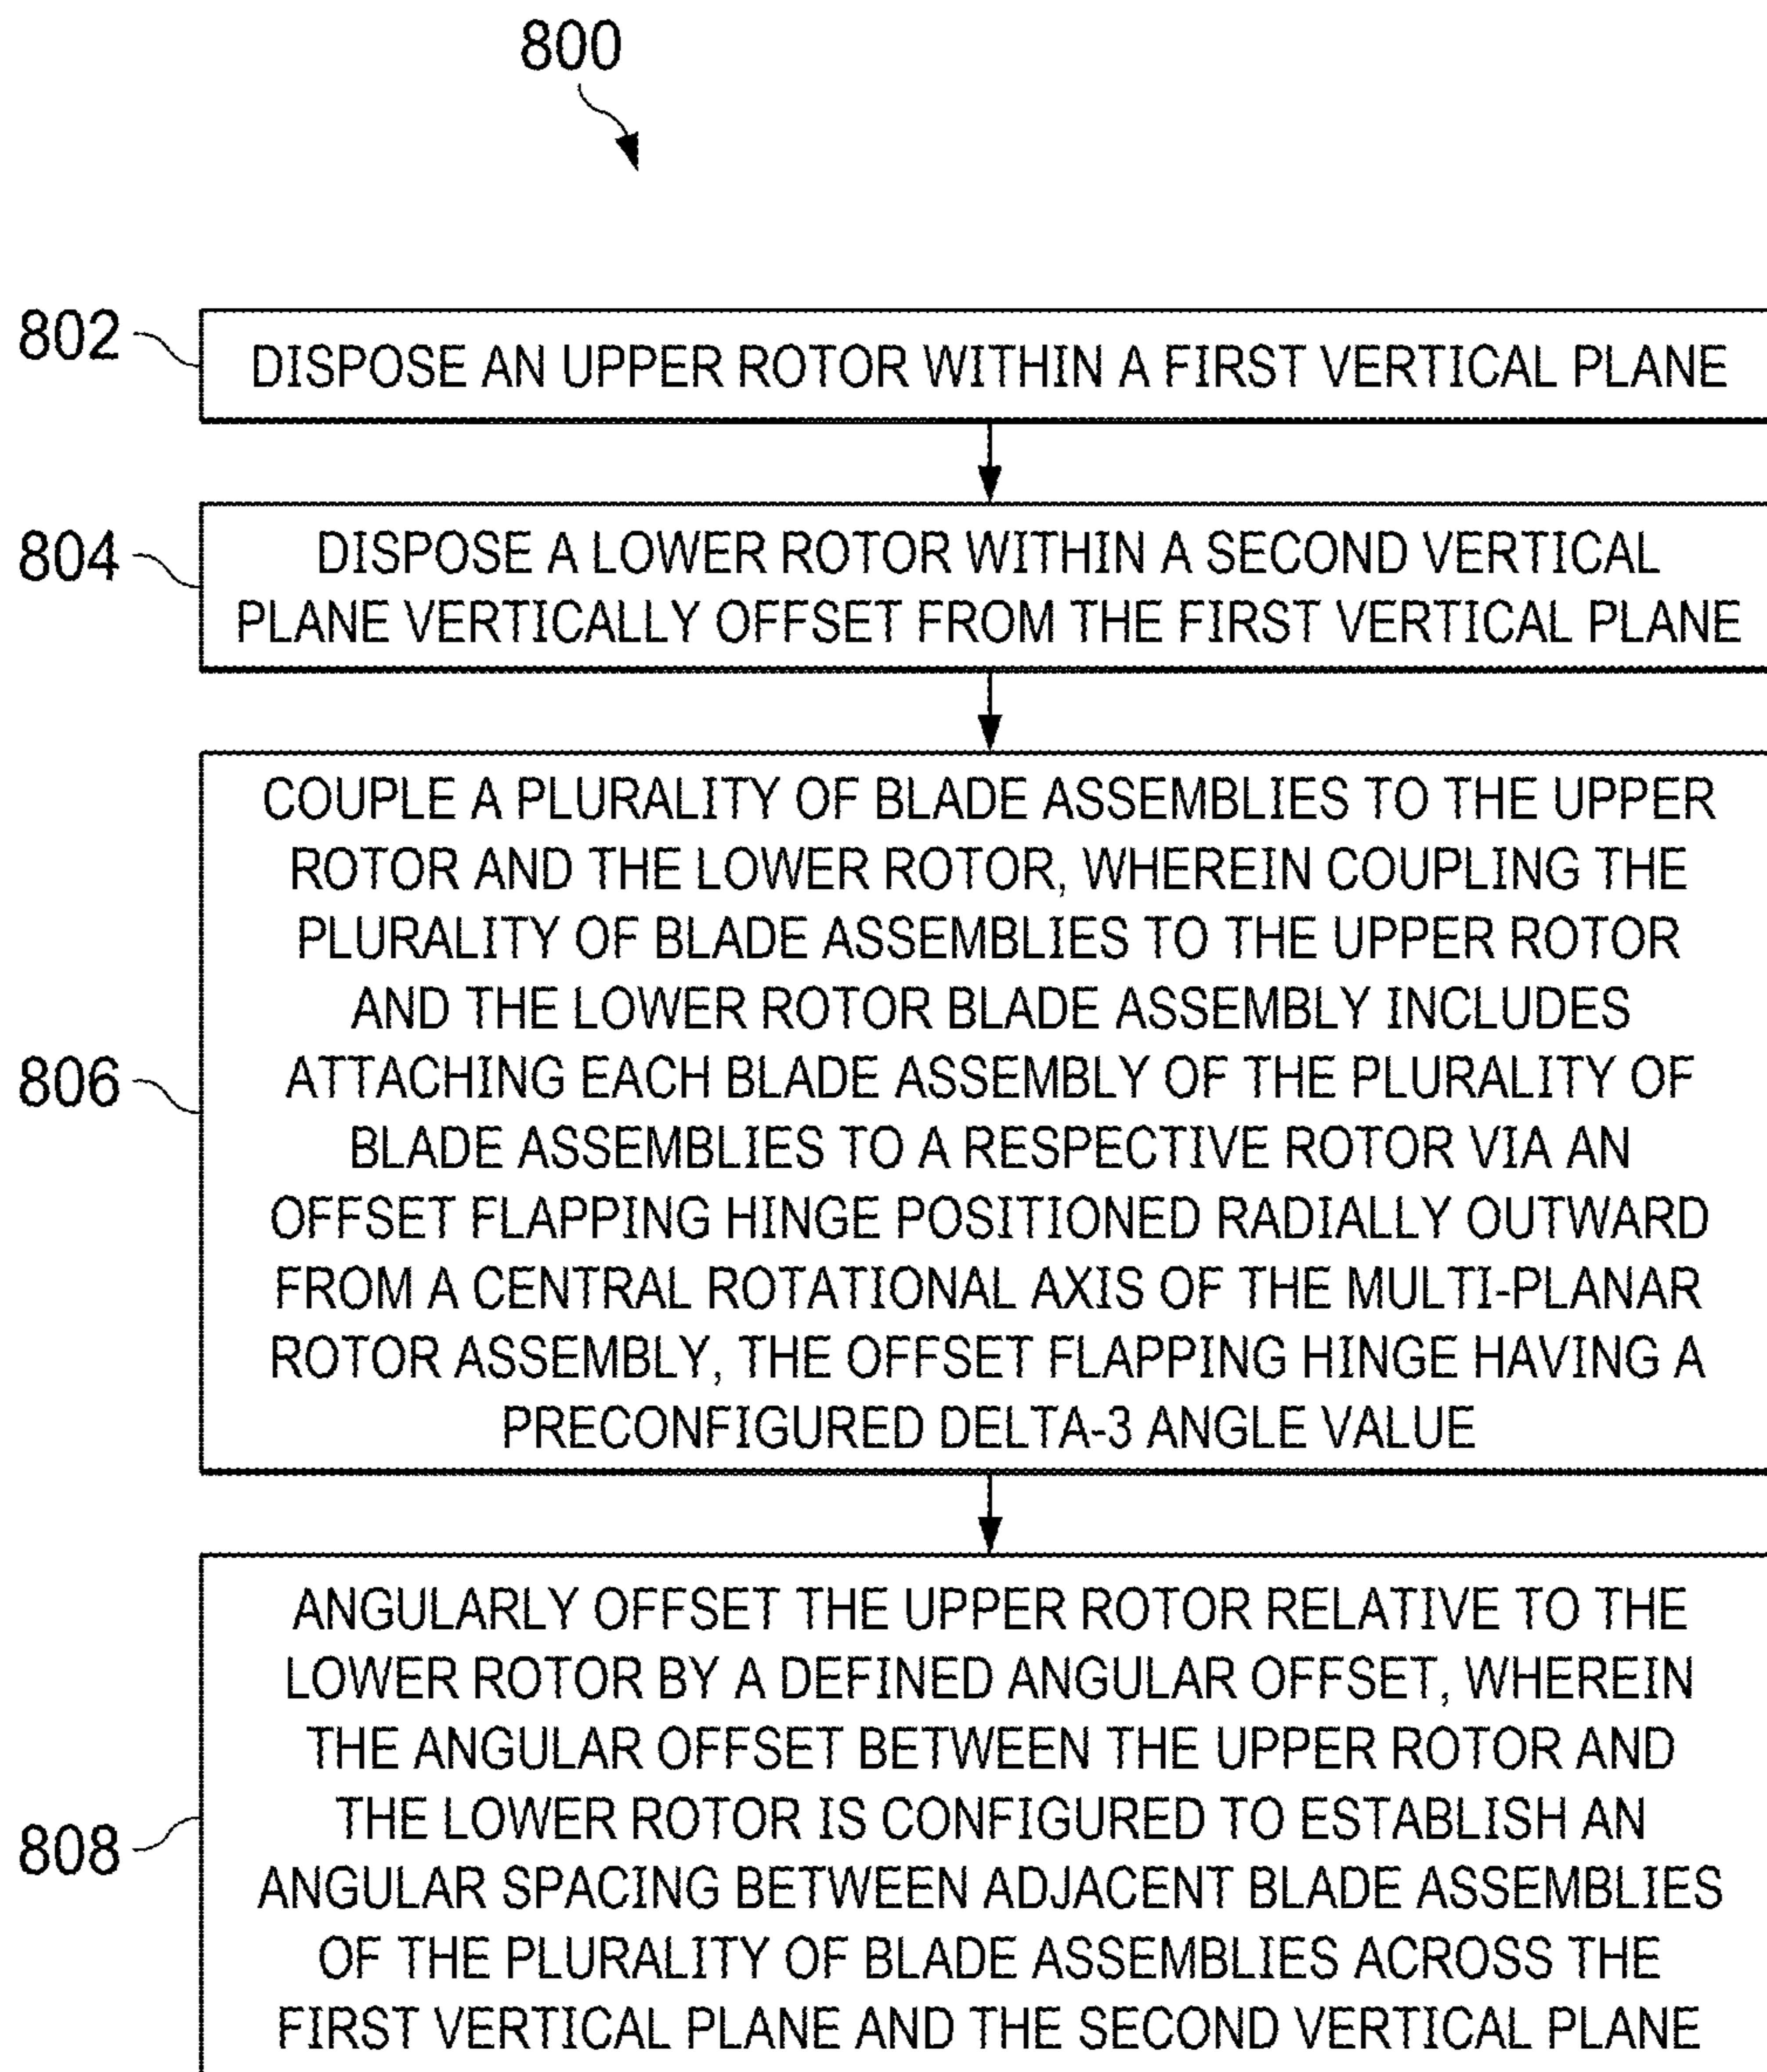 800
802
DISPOSE AN UPPER ROTOR WITHIN A FIRST VERTICAL PLANE
804
DISPOSE A LOWER ROTOR WITHIN A SECOND VERTICAL
PLANE VERTICALLY OFFSET FROM THE FIRST VERTICAL PLANE
806
COUPLE A PLURALITY OF BLADE ASSEMBLIES TO THE UPPER
ROTOR AND THE LOWER ROTOR, WHEREIN COUPLING THE
PLURALITY OF BLADE ASSEMBLIES TO THE UPPER ROTOR
AND THE LOWER ROTOR BLADE ASSEMBLY INCLUDES
ATTACHING EACH BLADE ASSEMBLY OF THE PLURALITY OF
BLADE ASSEMBLIES TO A RESPECTIVE ROTOR VIA AN
OFFSET FLAPPING HINGE POSITIONED RADIALLY OUTWARD
FROM A CENTRAL ROTATIONAL AXIS OF THE MULTI-PLANAR
ROTOR ASSEMBLY, THE OFFSET FLAPPING HINGE HAVING A
PRECONFIGURED DELTA-3 ANGLE VALUE
808
ANGULARLY OFFSET THE UPPER ROTOR RELATIVE TO THE
LOWER ROTOR BY A DEFINED ANGULAR OFFSET, WHEREIN
THE ANGULAR OFFSET BETWEEN THE UPPER ROTOR AND
THE LOWER ROTOR IS CONFIGURED TO ESTABLISH AN
ANGULAR SPACING BETWEEN ADJACENT BLADE ASSEMBLIES
OF THE PLURALITY OF BLADE ASSEMBLIES ACROSS THE
FIRST VERTICAL PLANE AND THE SECOND VERTICAL PLANE